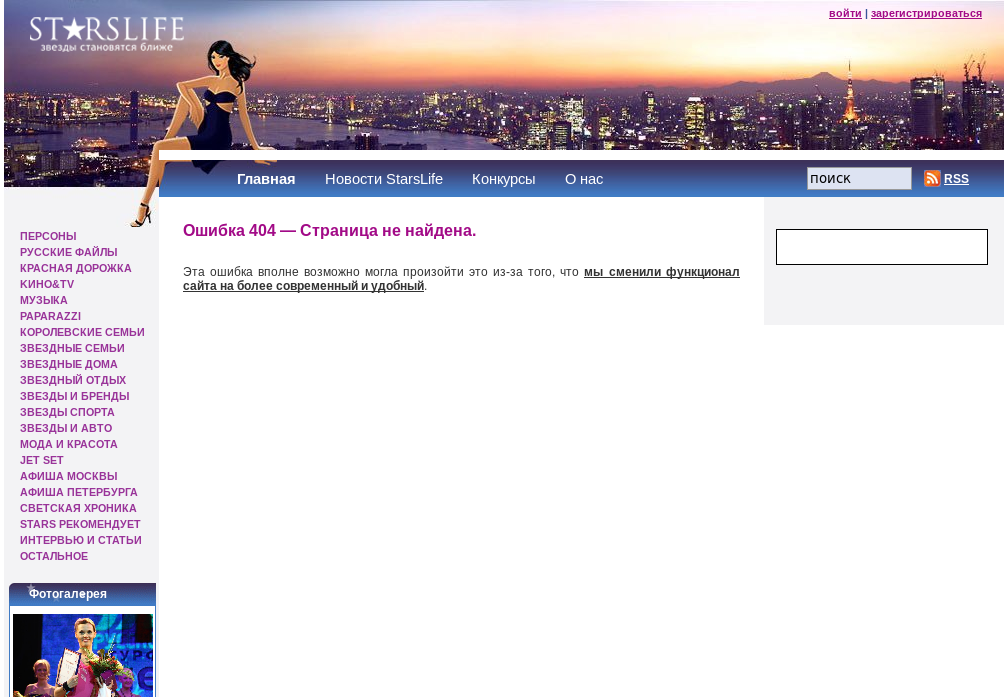 войти | зарегистрироваться
STARSLIFE
звезды становятся ближе
Главная Новости StarsLife Конкурсы О нас
поиск
RSS
ПЕРСОНЫ
РУССКИЕ ФАЙЛЫ
КРАСНАЯ ДОРОЖКА
КИНО&TV
МУЗЫКА
PAPARAZZI
КОРОЛЕВСКИЕ СЕМЬИ
ЗВЕЗДНЫЕ СЕМЬИ
ЗВЕЗДНЫЕ ДОМА
ЗВЕЗДНЫЙ ОТДЫХ
ЗВЕЗДЫ И БРЕНДЫ
ЗВЕЗДЫ СПОРТА
ЗВЕЗДЫ И АВТО
МОДА И КРАСОТА
JET SET
АФИША МОСКВЫ
АФИША ПЕТЕРБУРГА
СВЕТСКАЯ ХРОНИКА
STARS РЕКОМЕНДУЕТ
ИНТЕРВЬЮ И СТАТЬИ
ОСТАЛЬНОЕ
Фотогалерея
Ошибка 404 — Страница не найдена.
Эта ошибка вполне возможно могла произойти это из-за того, что мы сменили функционал
сайта на более современный и удобный.